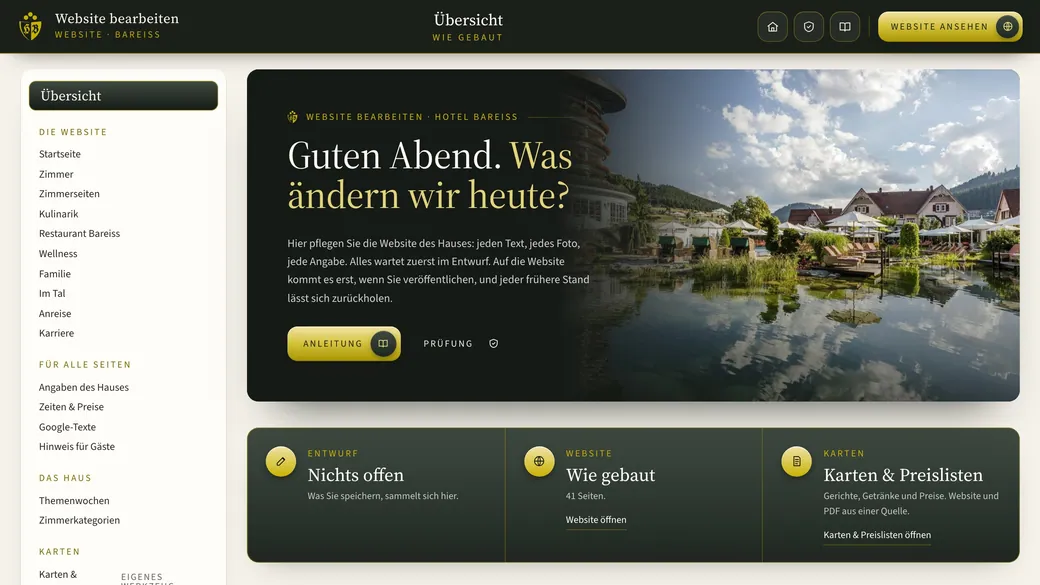 Website bearbeiten
WEBSITE · BAREISS
Übersicht
WIE GEBAUT
WEBSITE ANSEHEN
Übersicht
DIE WEBSITE
Startseite
Zimmer
Zimmerseiten
Kulinarik
Restaurant Bareiss
Wellness
Familie
Im Tal
Anreise
Karriere
FÜR ALLE SEITEN
Angaben des Hauses
Zeiten & Preise
Google-Texte
Hinweis für Gäste
DAS HAUS
Themenwochen
Zimmerkategorien
KARTEN
Karten &
EIGENES
WERKZEUG
WEBSITE BEARBEITEN · HOTEL BAREISS
Guten Abend. Was
ändern wir heute?
Hier pflegen Sie die Website des Hauses: jeden Text, jedes Foto,
jede Angabe. Alles wartet zuerst im Entwurf. Auf die Website
kommt es erst, wenn Sie veröffentlichen, und jeder frühere Stand
lässt sich zurückholen.
ANLEITUNG
PRÜFUNG
ENTWURF
Nichts offen
Was Sie speichern, sammelt sich hier.
WEBSITE
Wie gebaut
41 Seiten.
Website öffnen
KARTEN
Karten & Preislisten
Gerichte, Getränke und Preise. Website und
PDF aus einer Quelle.
Karten & Preislisten öffnen